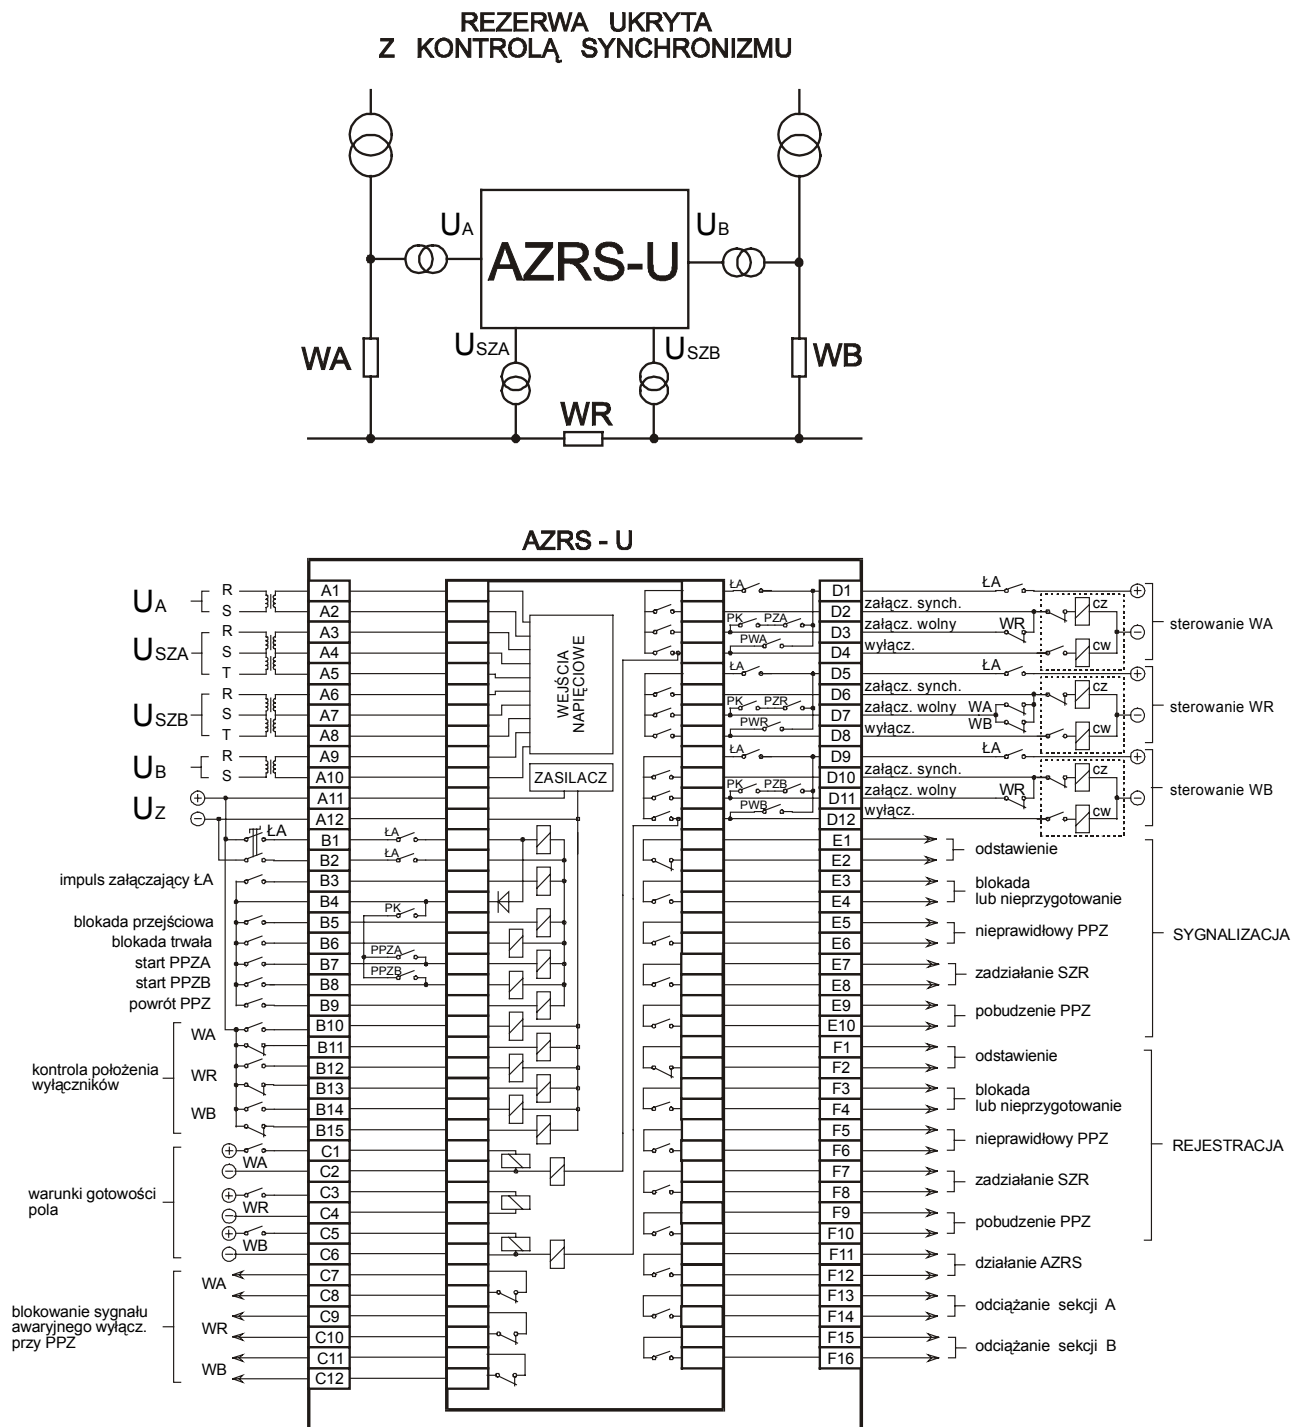 REZERWA UKRYTA
Z KONTROLĄ SYNCHRONIZMU
UA
UB
AZRS-U
USZA
USZB
WA
WB
WR
AZRS - U
UA
R
S
USZA
R
S
T
USZB
R
S
T
UB
R
S
UZ
ŁA
impuls załączający ŁA
blokada przejściowa
blokada trwała
start PPZA
start PPZB
powrót PPZ
kontrola położenia
wyłączników
WA
WR
WB
warunki gotowości
pola
WA
WR
WB
blokowanie sygnału
awaryjnego wyłącz.
przy PPZ
WA
WR
WB
A1
A2
A3
A4
A5
A6
A7
A8
A9
A10
A11
A12
B1
B2
B3
B4
B5
B6
B7
B8
B9
B10
B11
B12
B13
B14
B15
C1
C2
C3
C4
C5
C6
C7
C8
C9
C10
C11
C12
ŁA
ŁA
PK
PPZA
PPZB
WEJŚCIA
NAPIĘCIOWE
ZASILACZ
ŁA
PK PZA
PWA
ŁA
PK PZR
PWR
ŁA
PK PZB
PWB
D1
D2
D3
D4
D5
D6
D7
D8
D9
D10
D11
D12
E1
E2
E3
E4
E5
E6
E7
E8
E9
E10
F1
F2
F3
F4
F5
F6
F7
F8
F9
F10
F11
F12
F13
F14
F15
F16
ŁA
załącz. synch.
załącz. wolny WR
wyłącz.
cz
cw
sterowanie WA
ŁA
załącz. synch.
załącz. wolny WA
WB
wyłącz.
cz
cw
sterowanie WR
ŁA
załącz. synch.
załącz. wolny WR
wyłącz.
cz
cw
sterowanie WB
odstawienie
blokada
lub nieprzygotowanie
nieprawidłowy PPZ
zadziałanie SZR
pobudzenie PPZ
SYGNALIZACJA
odstawienie
blokada
lub nieprzygotowanie
nieprawidłowy PPZ
zadziałanie SZR
pobudzenie PPZ
REJESTRACJA
działanie AZRS
odciążanie sekcji A
odciążanie sekcji B